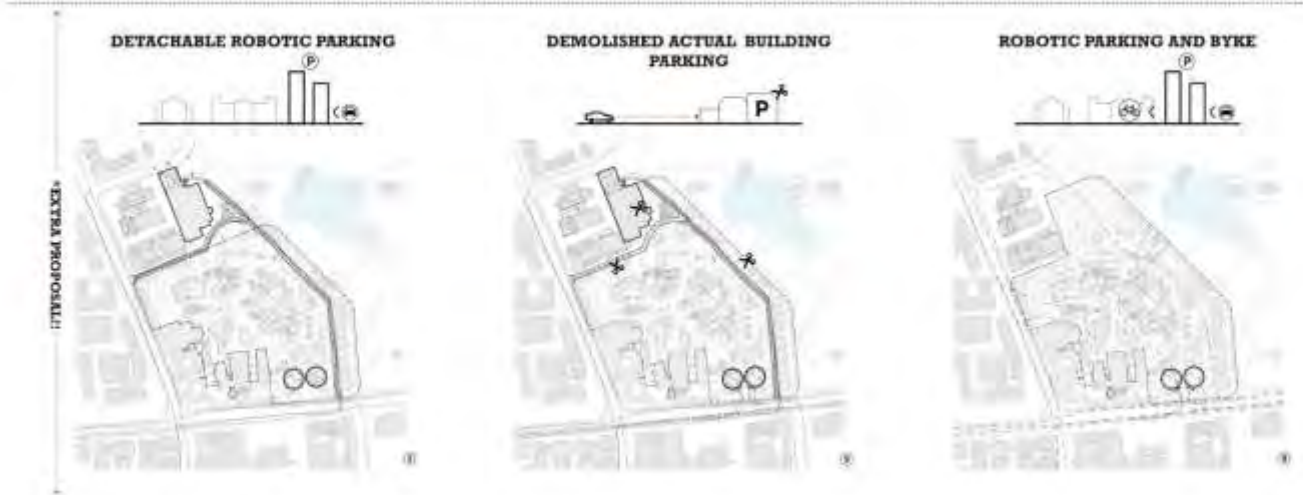 DETACHABLE ROBOTIC PARKING
P
DEMOLISHED ACTUAL BUILDING
PARKING
P
ROBOTIC PARKING AND BYKE
P
*EXTRA PROPOSAL!!